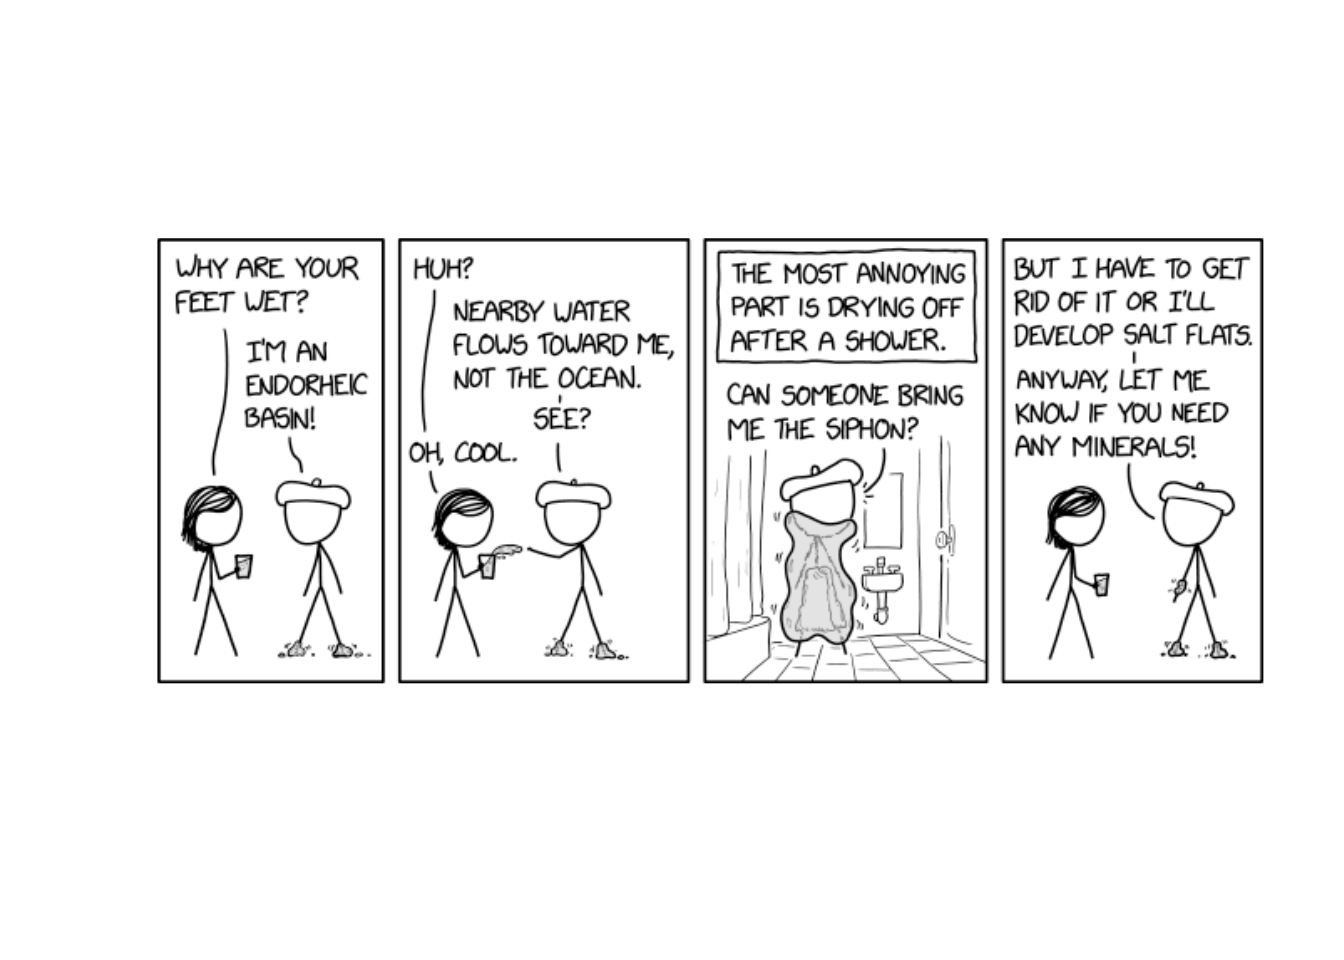 WHY ARE YOUR
FEET WET?
I'M AN
ENDORHEIC
BASIN!
HUH?
NEARBY WATER
FLOWS TOWARD ME,
NOT THE OCEAN.
SEE?
OH, COOL.
THE MOST ANNOYING
PART IS DRYING OFF
AFTER A SHOWER.
CAN SOMEONE BRING
ME THE SIPHON?
BUT I HAVE TO GET
RID OF IT OR I'LL
DEVELOP SALT FLATS.
ANYWAY, LET ME
KNOW IF YOU NEED
ANY MINERALS!